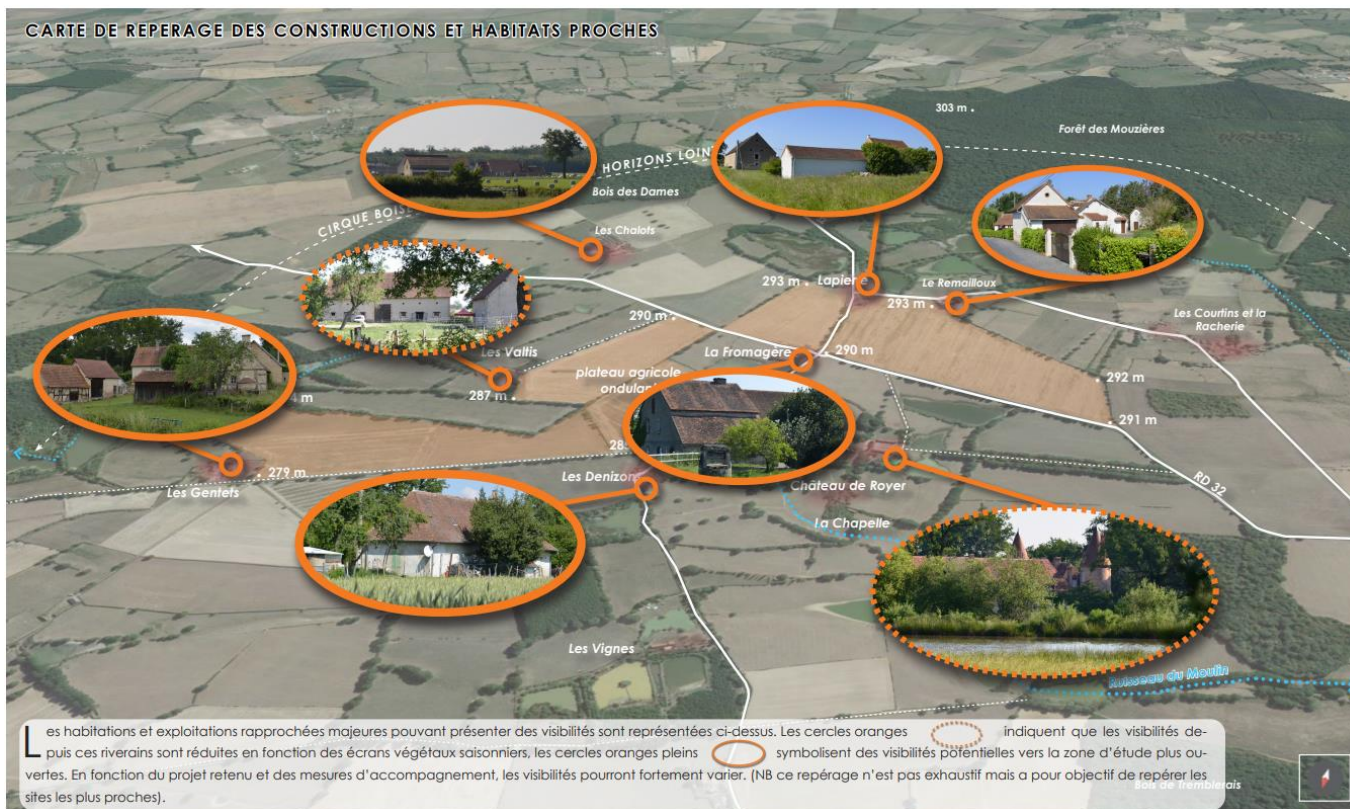 CARTE DE REPERAGE DES CONSTRUCTIONS ET HABITATS PROCHES
303 m
Forêt des Mouzières
HORIZONS
Bois des Dames
CIRQUE
Les Chalots
293 m
Le Remailloux
293 m
290 m
Les Courtins et la
Racherie
Les Valtis
La Fromagère
290 m
plateau agricole
287 m
292 m
291 m
279 m
Les Gentets
Château de Royer
RD 32
La Chapelle
Les Vignes
Ruisseau du Moulin
Les habitations et exploitations rapprochées majeures pouvant présenter des visibilités sont représentées ci-dessus. Les cercles oranges indiquent que les visibilités de-
puis ces riverains sont réduites en fonction des écrans végétaux saisonniers, les cercles oranges pleins symbolisent des visibilités potentielles vers la zone d'étude plus ou-
vertes. En fonction du projet retenu et des mesures d'accompagnement, les visibilités pourront fortement varier. (NB ce repérage n'est pas exhaustif mais a pour objectif de repérer les
sites les plus proches).
Bois de Tremblerais